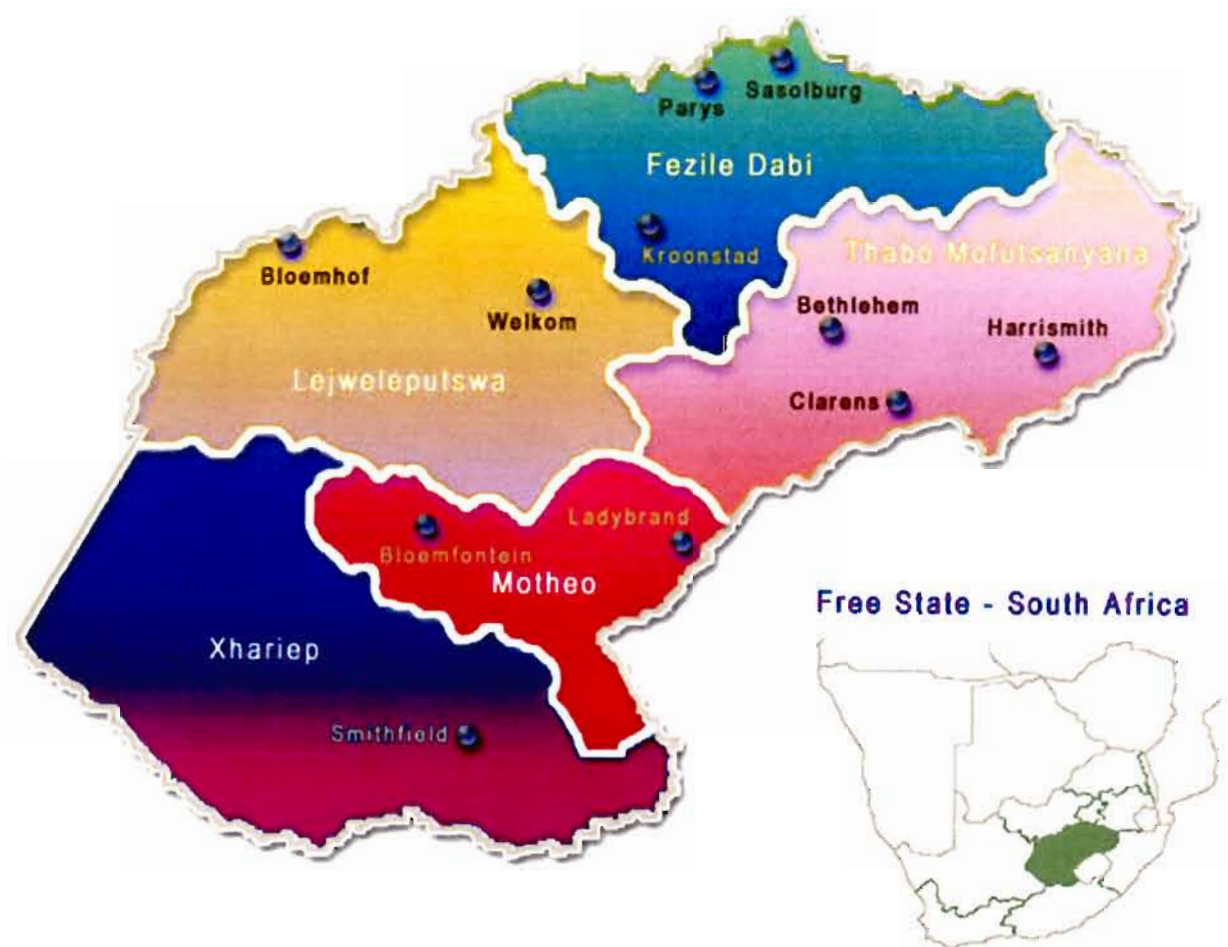 Sasolburg
Parys
Fezile Dabi
Kroonstad
Thabo Mofutsanyana
Bloemhof
Welkom
Bethlehem
Harrismith
Lejweleputswa
Clarens
Ladybrand
Bloemfontein
Motheo
Free State - South Africa
Xhariep
Smithfield